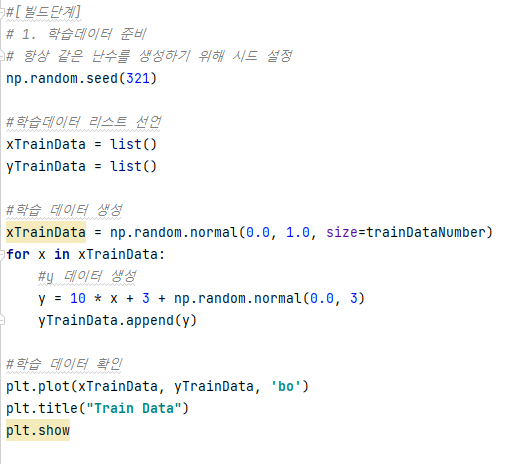 #[빌드단계]
# 1. 학습데이터 준비
# 항상 같은 난수를 생성하기 위해 시드 설정
np.random.seed(321)
#학습데이터 리스트 선언
xTrainData = list()
yTrainData = list()
#학습 데이터 생성
xTrainData = np.random.normal(0.0, 1.0, size=trainDataNumber)
for x in xTrainData:
#y 데이터 생성
y = 10 * x + 3 + np.random.normal(0.0, 3)
yTrainData.append(y)
#학습 데이터 확인
plt.plot(xTrainData, yTrainData, 'bo')
plt.title("Train Data")
plt.show